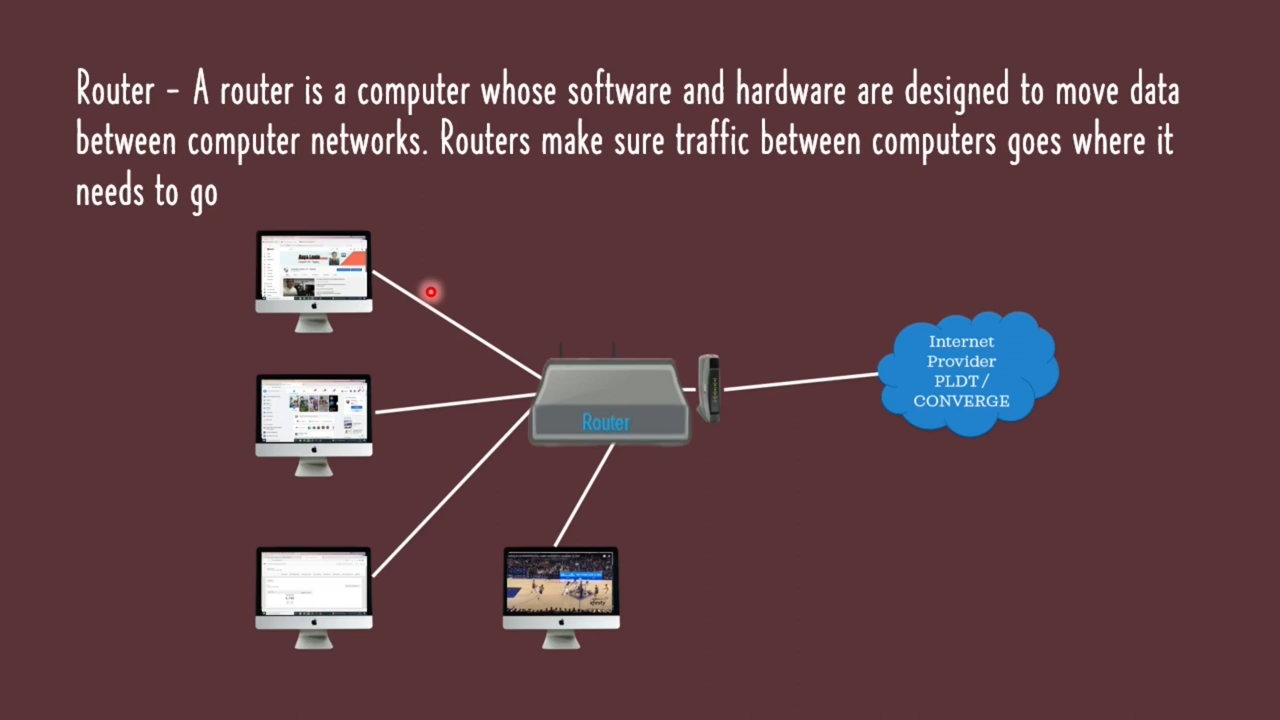 Router - A router is a computer whose software and hardware are designed to move data
between computer networks. Routers make sure traffic between computers goes where it
needs to go
Internet
Provider
PLDT /
CONVERGE
Router